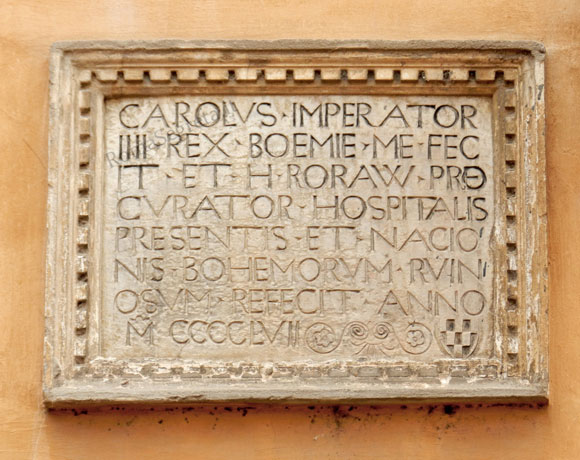 CAROLVS · IMPERATOR
IIII · REX · BOEMIE · ME · FEC
IT · ET · H · RORAW · PRO
CVRATOR · HOSPITALIS
PRESENTIS · ET · NACIO
NIS · BOHEMORVM · RVIN
OSVM · REFECIT · ANNO
M CCCCLVII